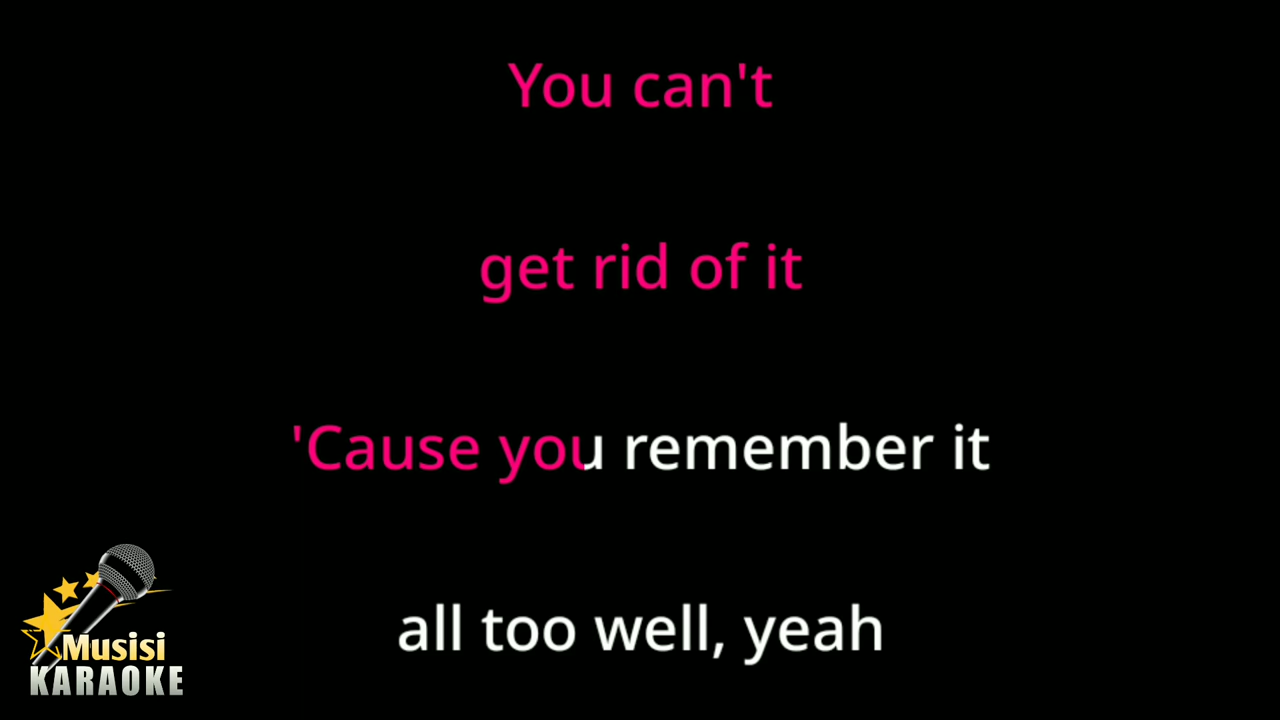 You can't
get rid of it
'Cause you remember it
all too well, yeah
Musisi
KARAOKE